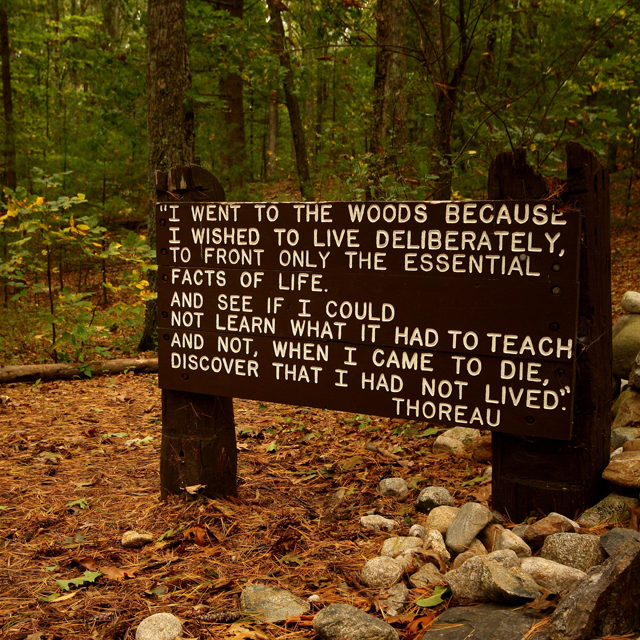 "I WENT TO THE WOODS BECAUSE
I WISHED TO LIVE DELIBERATELY,
TO FRONT ONLY THE ESSENTIAL
FACTS OF LIFE.
AND SEE IF I COULD
NOT LEARN WHAT IT HAD TO TEACH
AND NOT, WHEN I CAME TO DIE,
DISCOVER THAT I HAD NOT LIVED."
THOREAU